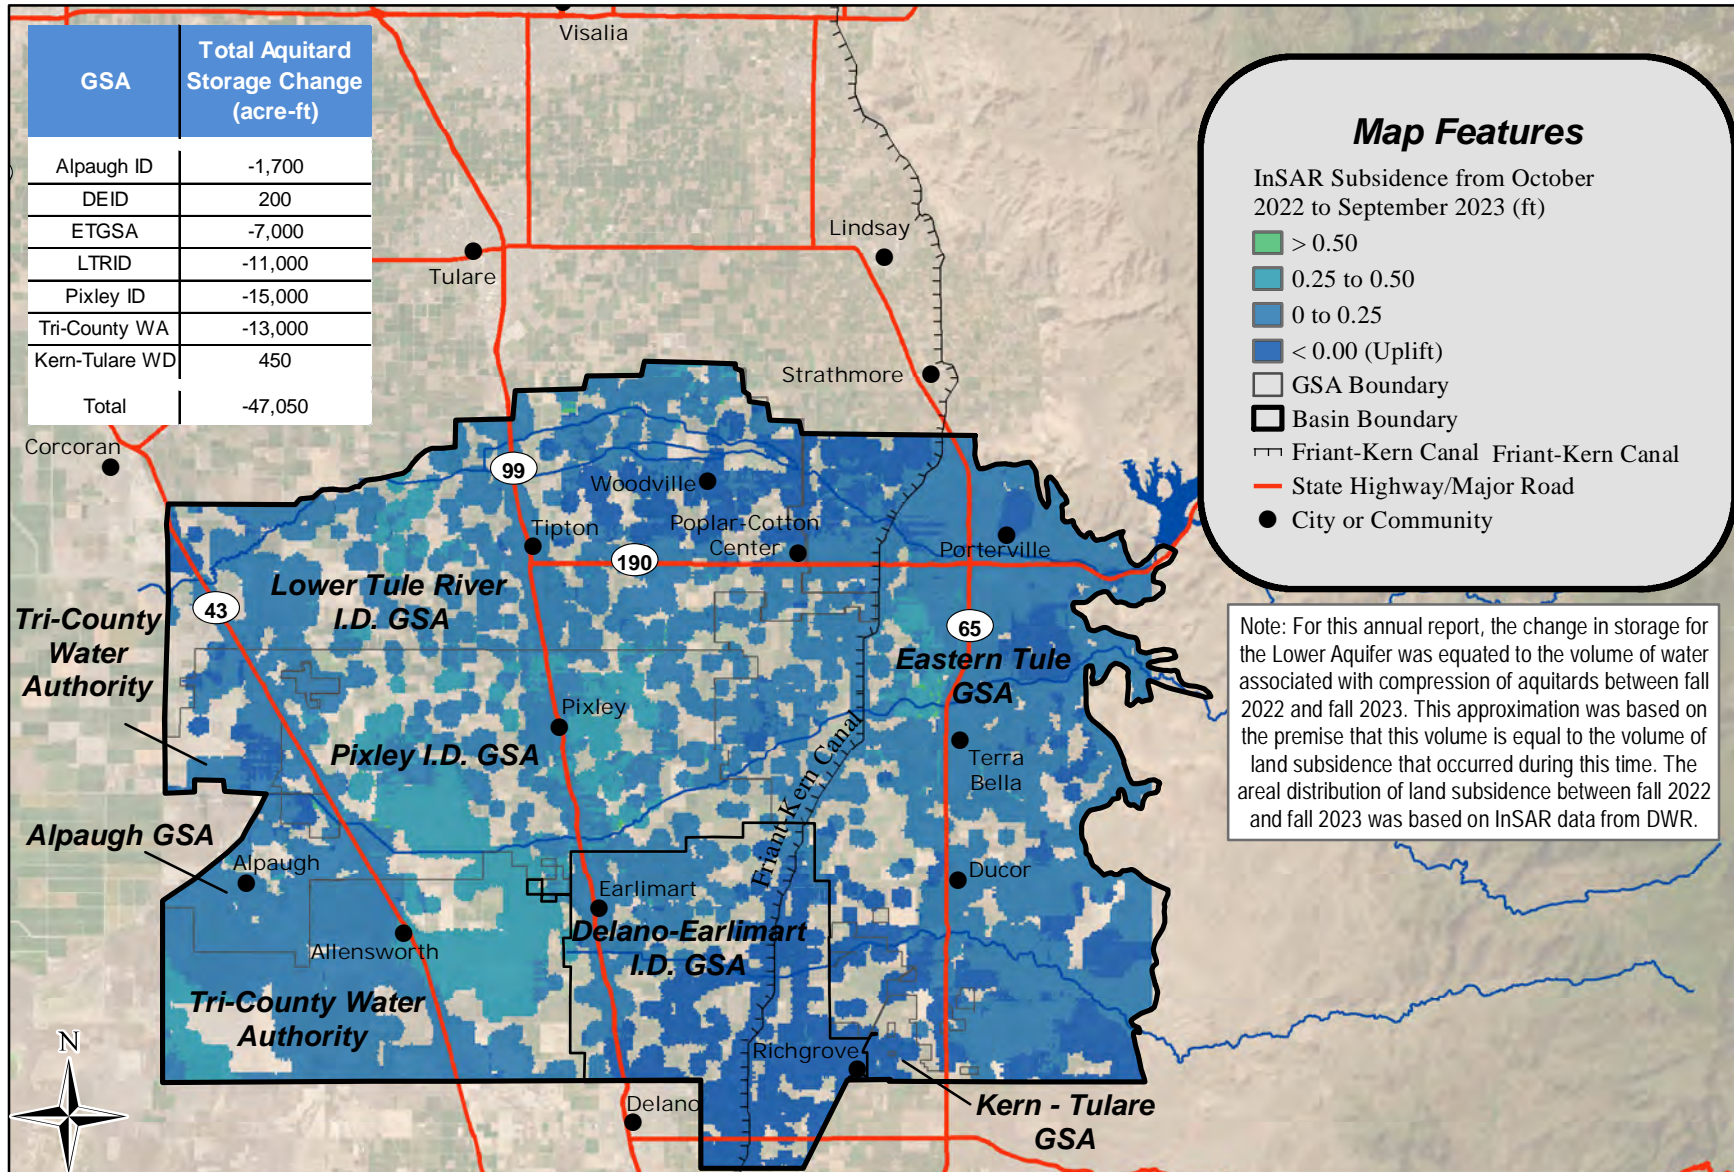 GSA
Total Aquitard
Storage Change
(acre-ft)
Alpaugh ID -1,700
DEID 200
ETGSA -7,000
LTRID -11,000
Pixley ID -15,000
Tri-County WA -13,000
Kern-Tulare WD 450
Total -47,050
Map Features
InSAR Subsidence from October
2022 to September 2023 (ft)
> 0.50
0.25 to 0.50
0 to 0.25
< 0.00 (Uplift)
GSA Boundary
Basin Boundary
Friant-Kern Canal Friant-Kern Canal
State Highway/Major Road
City or Community
Note: For this annual report, the change in storage for
the Lower Aquifer was equated to the volume of water
associated with compression of aquitards between fall
2022 and fall 2023. This approximation was based on
the premise that this volume is equal to the volume of
land subsidence that occurred during this time. The
areal distribution of land subsidence between fall 2022
and fall 2023 was based on InSAR data from DWR.
Visalia
Lindsay
Tulare
Strathmore
Corcoran
99
Woodville
Tipton
Poplar-Cotton
Center
Porterville
190
Lower Tule River
I.D. GSA
43
Tri-County
Water
Authority
65
Eastern Tule
GSA
Pixley
Pixley I.D. GSA
Terra
Bella
Friant-Kern Canal
Alpaugh GSA
Alpaugh
Earlimart
Ducor
Delano-Earlimart
I.D. GSA
Allensworth
Tri-County Water
Authority
Richgrove
N
Delano
Kern - Tulare
GSA